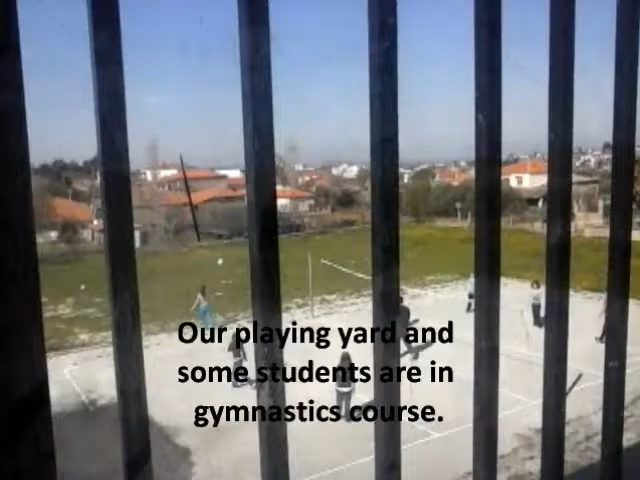 Our playing yard and
some students are in
gymnastics course.